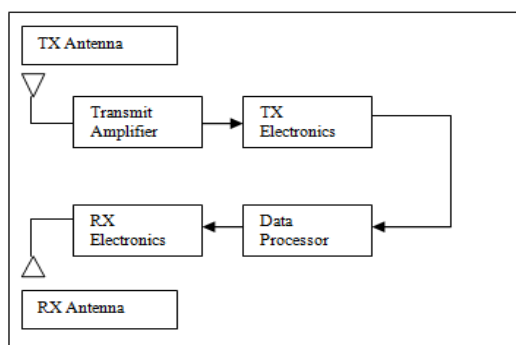 TX Antenna
Transmit
Amplifier
TX
Electronics
RX
Electronics
Data
Processor
RX Antenna